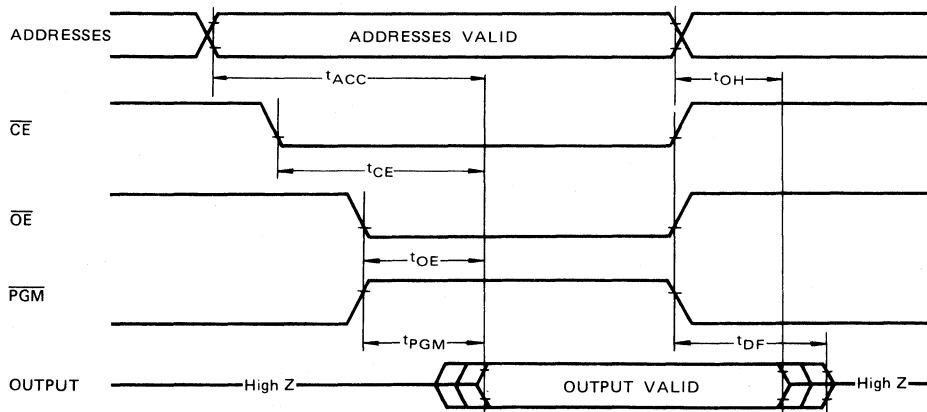 ADDRESSES
ADDRESSES VALID
tACC
tOH
CE
tCE
OE
tOE
PGM
tPGM
tDF
OUTPUT
High Z
OUTPUT VALID
High Z